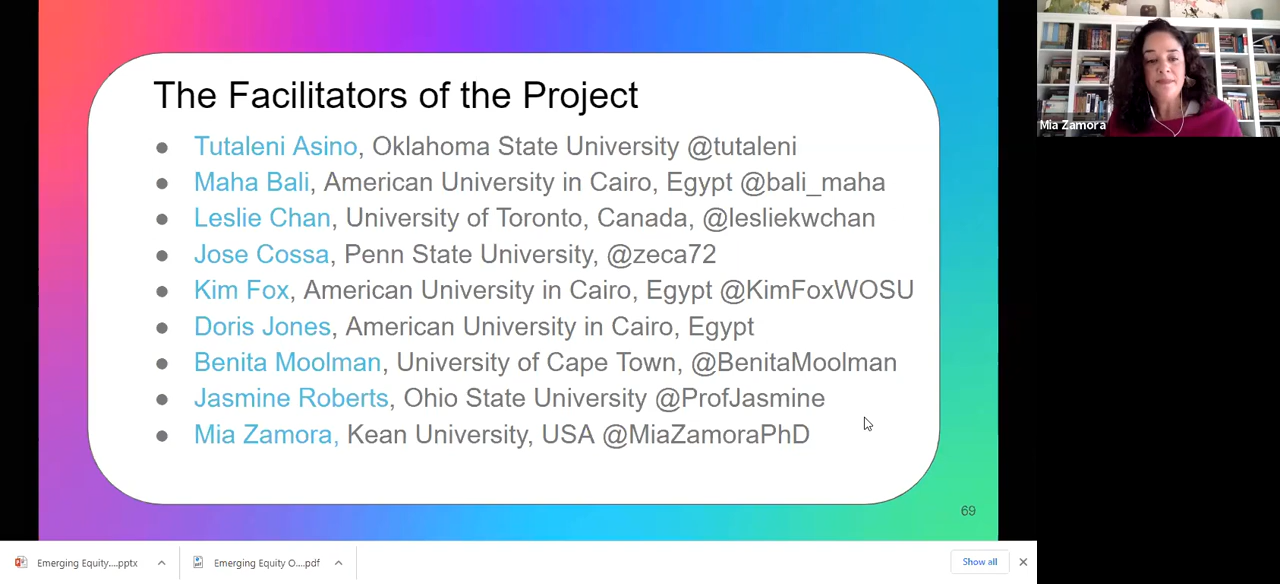 The Facilitators of the Project
● Tutaleni Asino, Oklahoma State University @tutaleni
● Maha Bali, American University in Cairo, Egypt @bali_maha
● Leslie Chan, University of Toronto, Canada, @lesliekwchan
● Jose Cossa, Penn State University, @zeca72
● Kim Fox, American University in Cairo, Egypt @KimFoxWOSU
● Doris Jones, American University in Cairo, Egypt
● Benita Moolman, University of Cape Town, @BenitaMoolman
● Jasmine Roberts, Ohio State University @ProfJasmine
● Mia Zamora, Kean University, USA @MiaZamoraPhD
69
Mia Zamora
Emerging Equity....pptx
Emerging Equity O....pdf
Show all